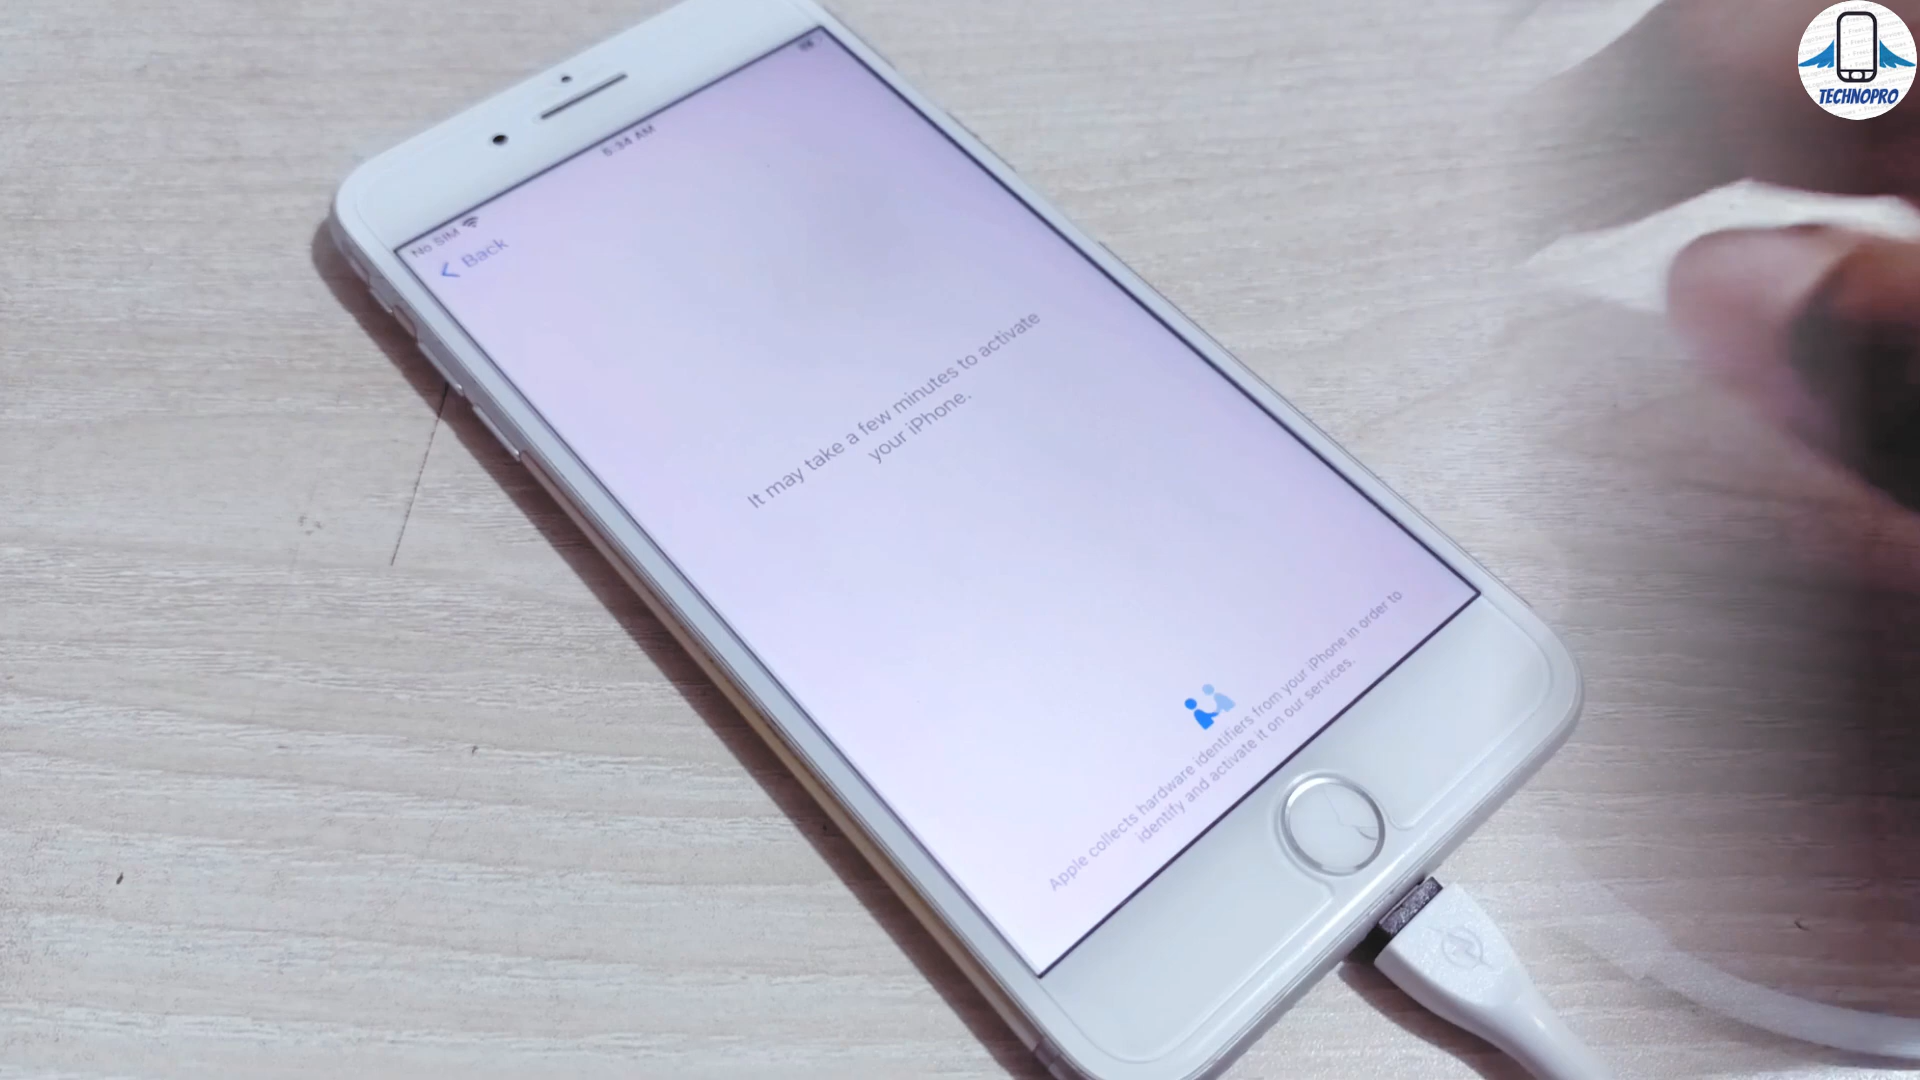 TECHNOPRO
5:34 AM
No SIM
Back
It may take a few minutes to activate
your iPhone.
Apple collects hardware identifiers from your iPhone in order to
identify and activate it on our services.